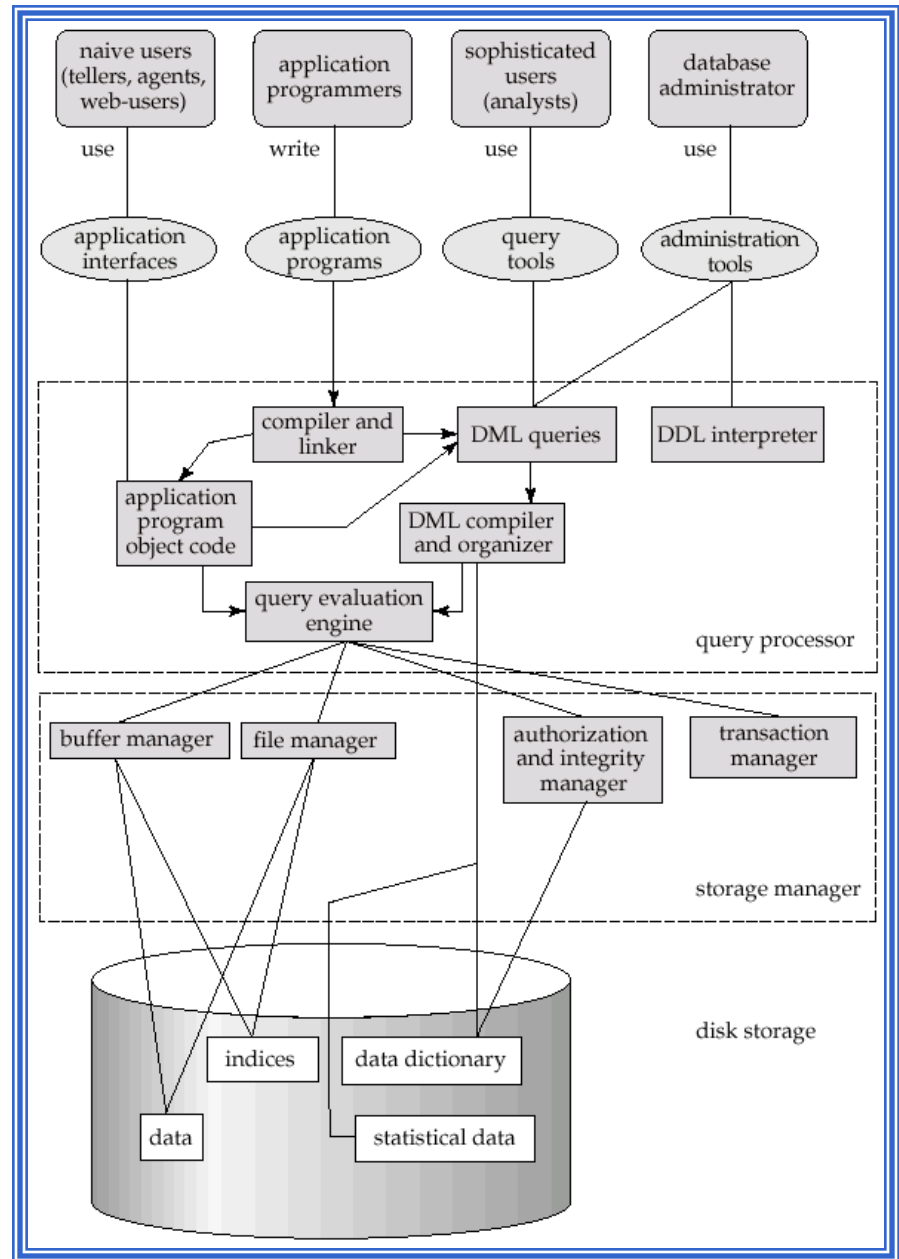 naive users
(tellers, agents,
web-users)
application
programmers
sophisticated
users
(analysts)
database
administrator
use
write
use
use
application
interfaces
application
programs
query
tools
administration
tools
compiler and
linker
DML queries
DDL interpreter
application
program
object code
DML compiler
and organizer
query evaluation
engine
query processor
buffer manager
file manager
authorization
and integrity
manager
transaction
manager
storage manager
disk storage
indices
data dictionary
data
statistical data